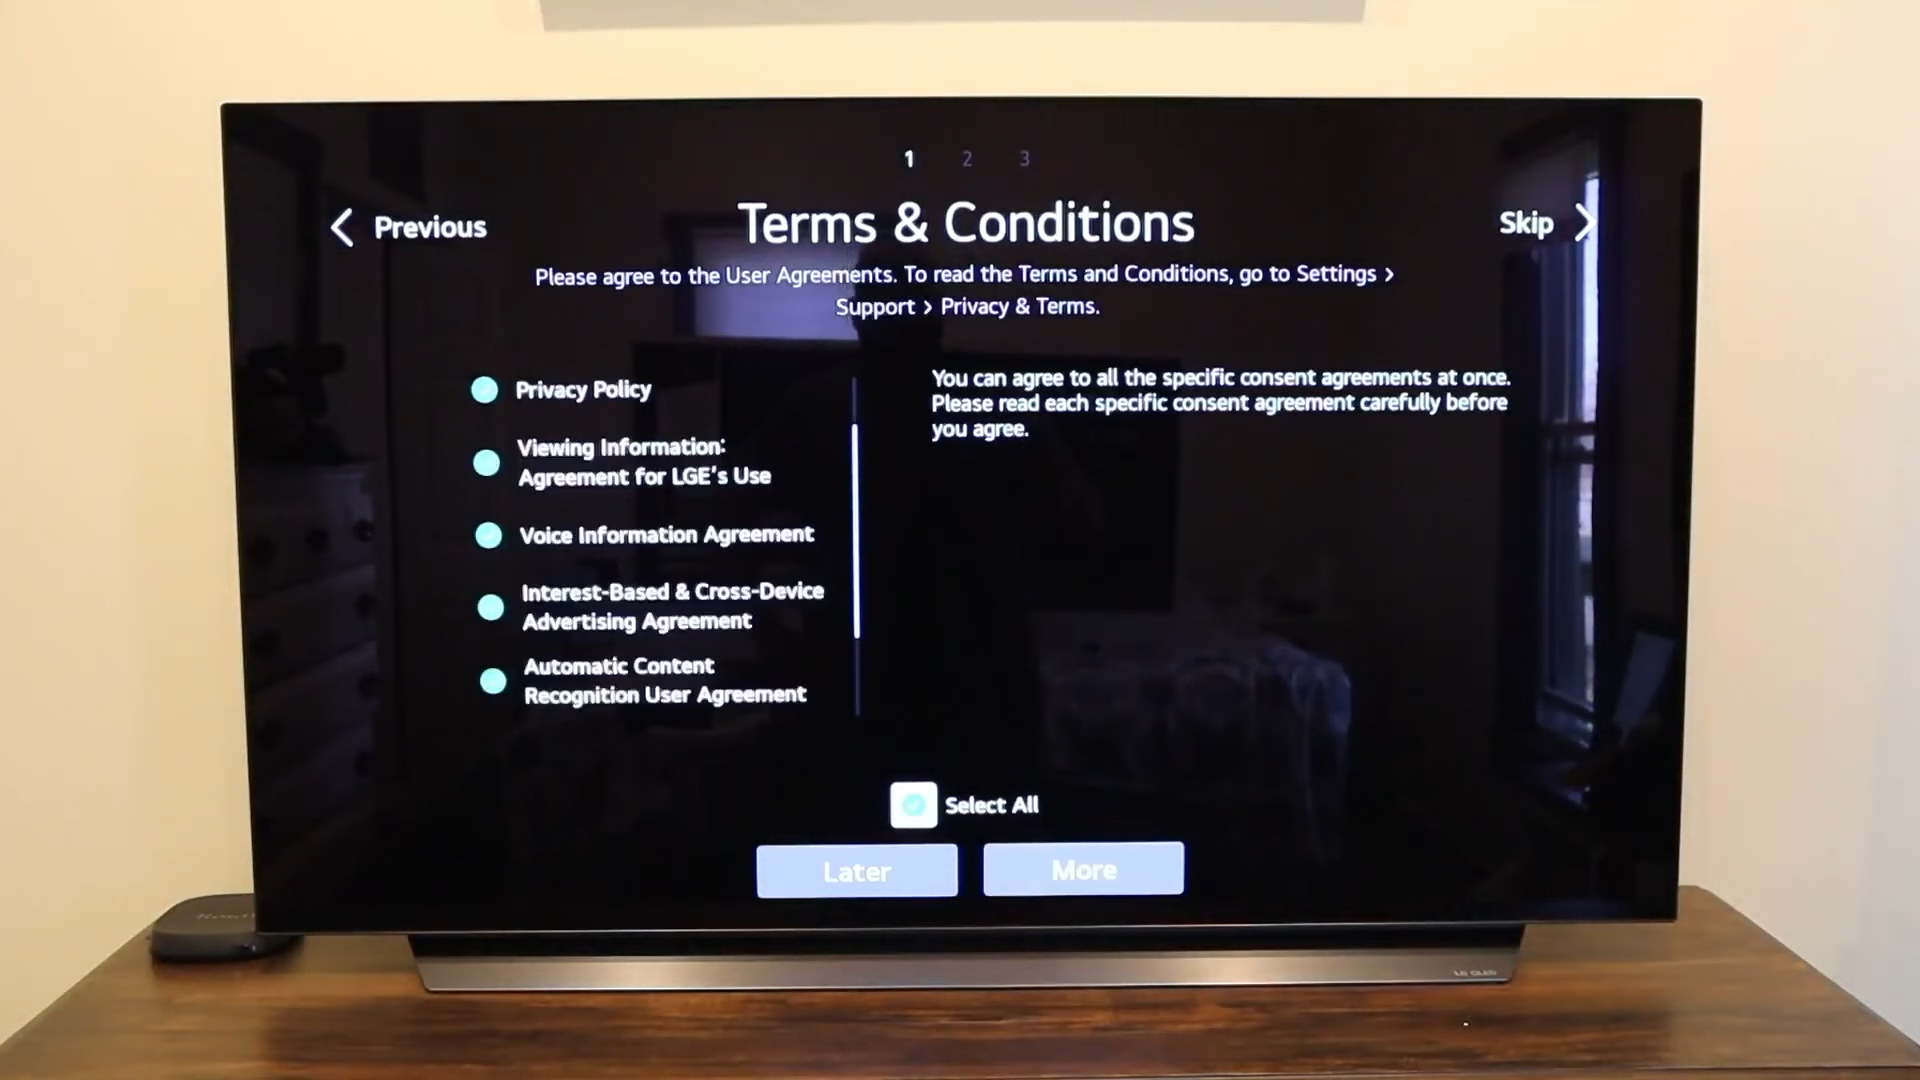 1 2 3
Previous
Terms & Conditions
Skip
Please agree to the User Agreements. To read the Terms and Conditions, go to Settings >
Support > Privacy & Terms.
Privacy Policy
Viewing Information:
Agreement for LGE's Use
Voice Information Agreement
Interest-Based & Cross-Device
Advertising Agreement
Automatic Content
Recognition User Agreement
You can agree to all the specific consent agreements at once.
Please read each specific consent agreement carefully before
you agree.
Select All
Later
More
LG OLED